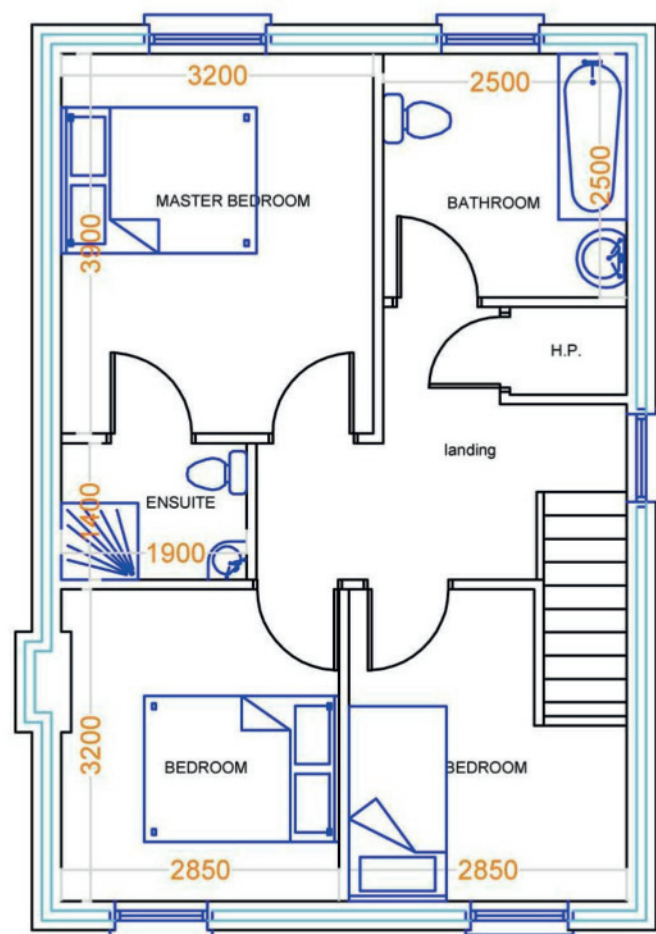 3200
2500
MASTER BEDROOM
BATHROOM
2500
3900
H.P.
landing
ENSUITE
1400
1900
3200
BEDROOM
BEDROOM
2850
2850